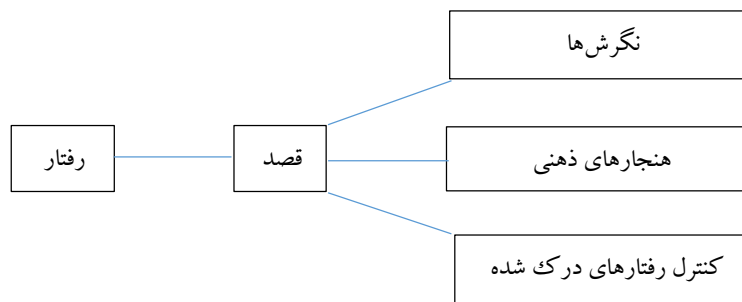 نگرش‌ها
هنجارهای ذهنی
کنترل رفتارهای درک شده
قصد
رفتار